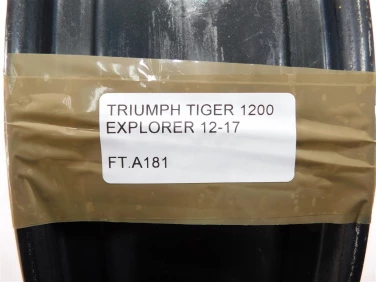 TRIUMPH TIGER 1200
EXPLORER 12-17
FT.A181